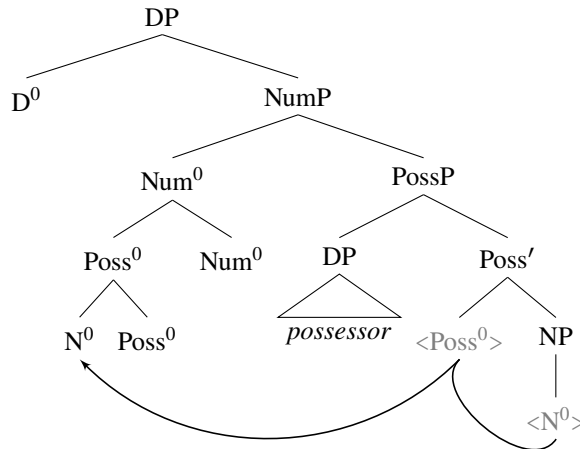 DP
D⁰ NumP
Num⁰ PossP
Poss⁰ Num⁰ DP Poss′
N⁰ Poss⁰ possessor <Poss⁰> NP
<N⁰>